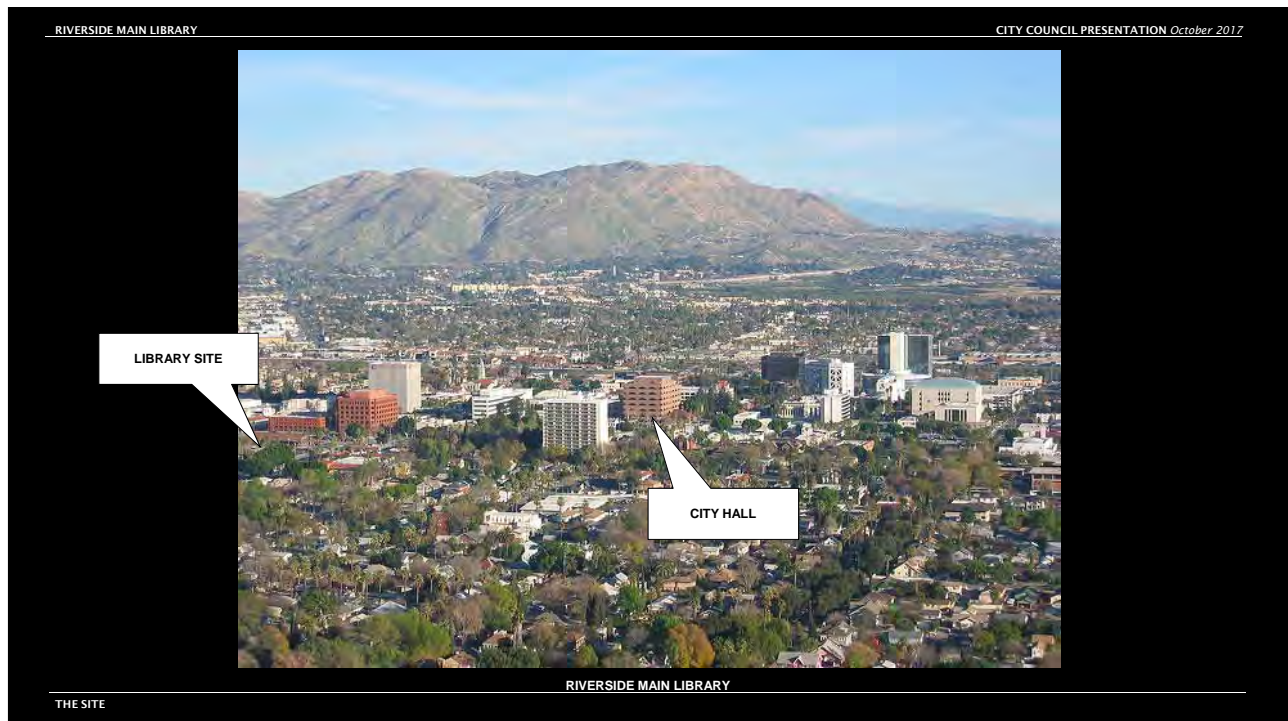 RIVERSIDE MAIN LIBRARY
CITY COUNCIL PRESENTATION October 2017
LIBRARY SITE
CITY HALL
RIVERSIDE MAIN LIBRARY
THE SITE